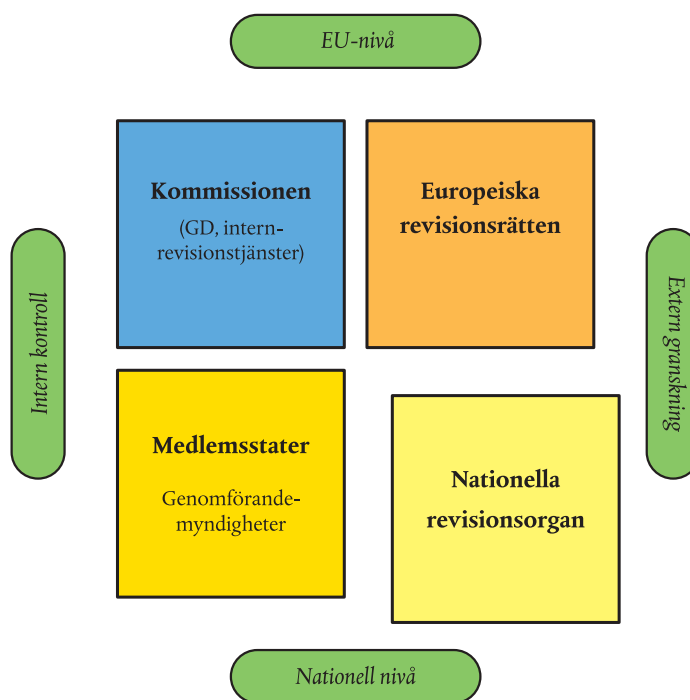 EU-nivå
Kommissionen
(GD, intern-
revisionstjänster)
Europeiska
revisionsrätten
Intern kontroll
Extern granskning
Medlemsstater
Genomförande-
myndigheter
Nationella
revisionsorgan
Nationell nivå